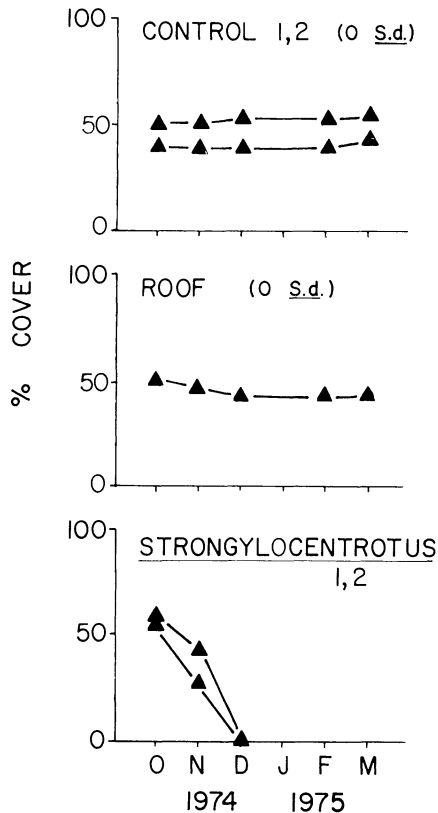 100
CONTROL 1,2 (0 S.d.)
50
0
% COVER
100
ROOF (0 S.d.)
50
0
100
STRONGYLOCENTROTUS
1,2
50
0
O N D J F M
1974 1975